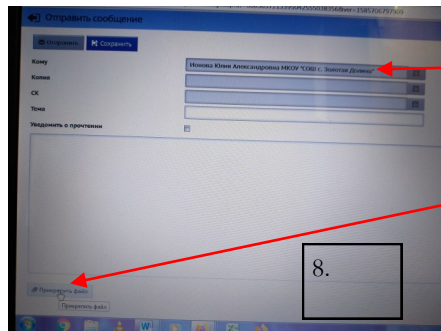 Отправить сообщение
Отправить Сохранить
Кому Ионова Юлия Александровна МКОУ "СОШ с. Золотая Долина"
Копия
СК
Тема
Уведомить о прочтении
8.
Прикрепить файл
Прикрепить файл